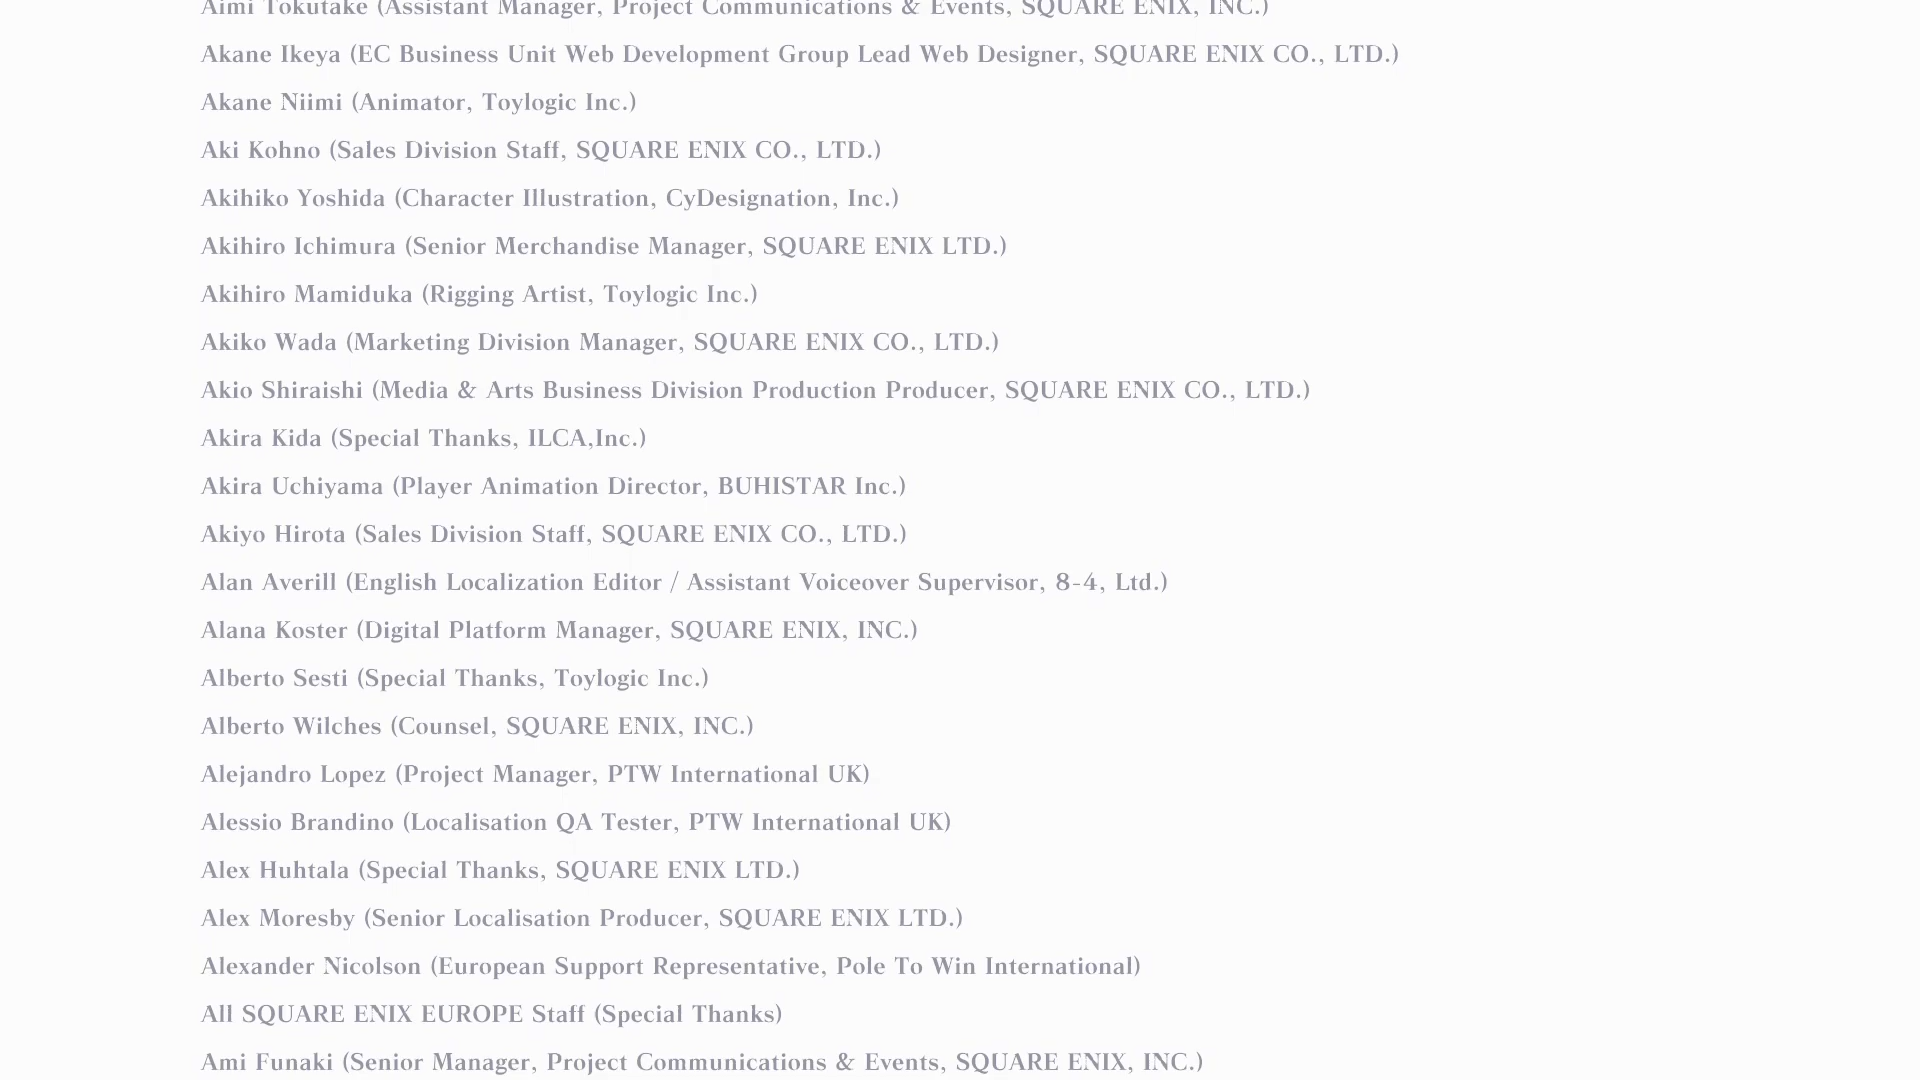 Aimi Tokutake (Assistant Manager, Project Communications & Events, SQUARE ENIX, INC.)
Akane Ikeya (EC Business Unit Web Development Group Lead Web Designer, SQUARE ENIX CO., LTD.)
Akane Niimi (Animator, Toylogic Inc.)
Aki Kohno (Sales Division Staff, SQUARE ENIX CO., LTD.)
Akihiko Yoshida (Character Illustration, CyDesignation, Inc.)
Akihiro Ichimura (Senior Merchandise Manager, SQUARE ENIX LTD.)
Akihiro Mamiduka (Rigging Artist, Toylogic Inc.)
Akiko Wada (Marketing Division Manager, SQUARE ENIX CO., LTD.)
Akio Shiraishi (Media & Arts Business Division Production Producer, SQUARE ENIX CO., LTD.)
Akira Kida (Special Thanks, ILCA,Inc.)
Akira Uchiyama (Player Animation Director, BUHISTAR Inc.)
Akiyo Hirota (Sales Division Staff, SQUARE ENIX CO., LTD.)
Alan Averill (English Localization Editor / Assistant Voiceover Supervisor, 8-4, Ltd.)
Alana Koster (Digital Platform Manager, SQUARE ENIX, INC.)
Alberto Sesti (Special Thanks, Toylogic Inc.)
Alberto Wilches (Counsel, SQUARE ENIX, INC.)
Alejandro Lopez (Project Manager, PTW International UK)
Alessio Brandino (Localisation QA Tester, PTW International UK)
Alex Huhtala (Special Thanks, SQUARE ENIX LTD.)
Alex Moresby (Senior Localisation Producer, SQUARE ENIX LTD.)
Alexander Nicolson (European Support Representative, Pole To Win International)
All SQUARE ENIX EUROPE Staff (Special Thanks)
Ami Funaki (Senior Manager, Project Communications & Events, SQUARE ENIX, INC.)